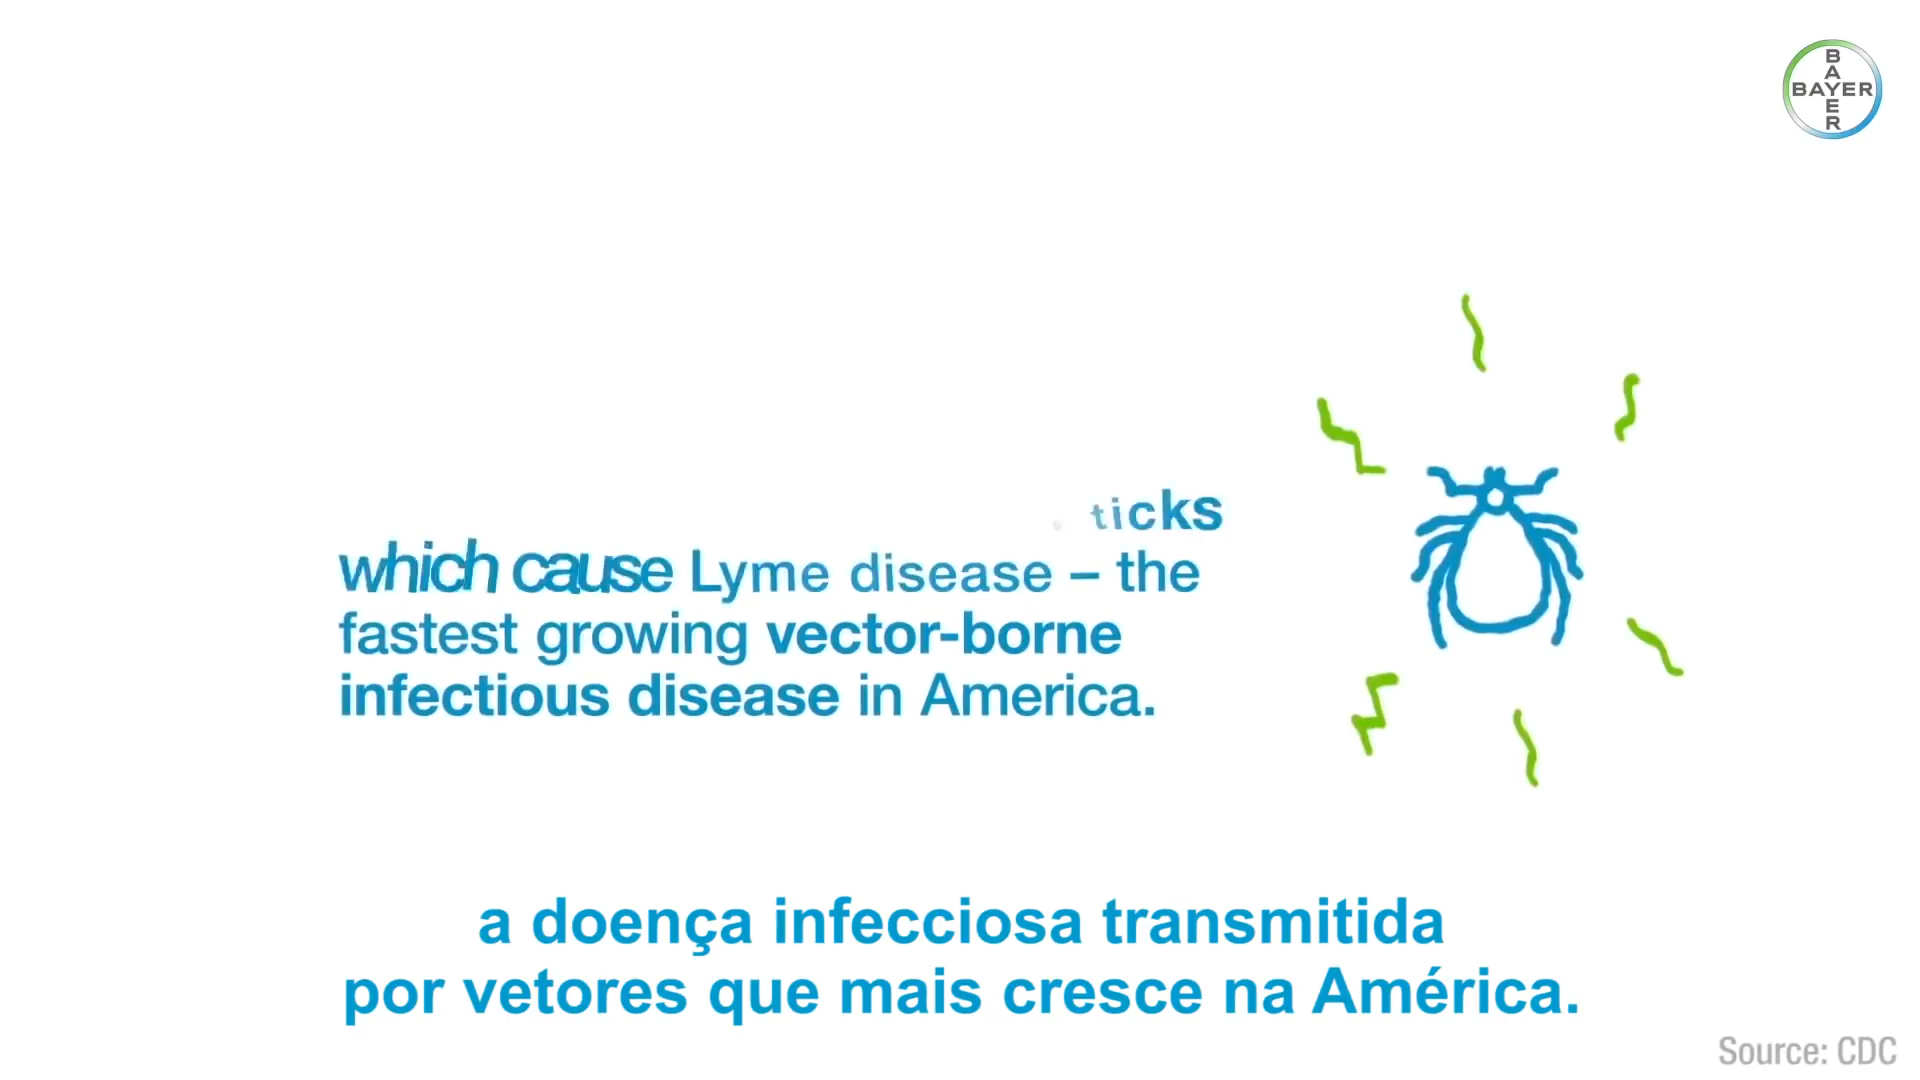 BAYER
BAYER
ticks
which cause Lyme disease – the
fastest growing vector-borne
infectious disease in America.
a doença infecciosa transmitida
por vetores que mais cresce na América.
Source: CDC